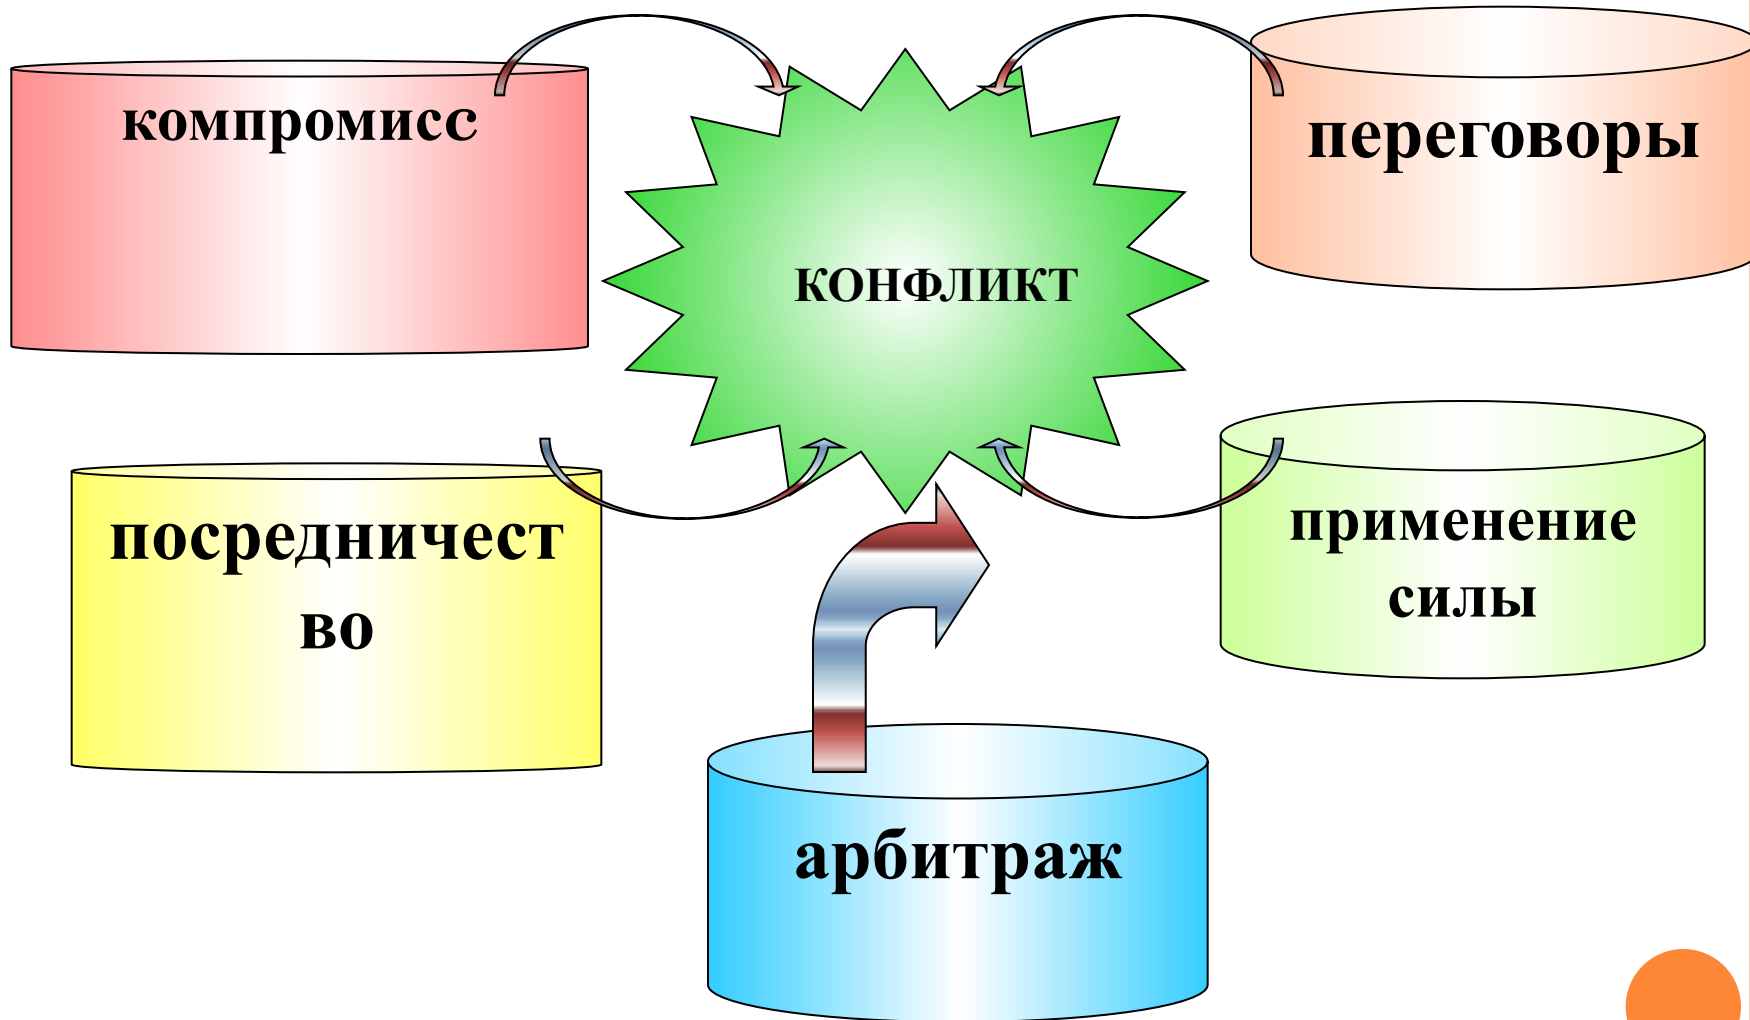 компромисс
переговоры
КОНФЛИКТ
посредничест
во
применение
силы
арбитраж